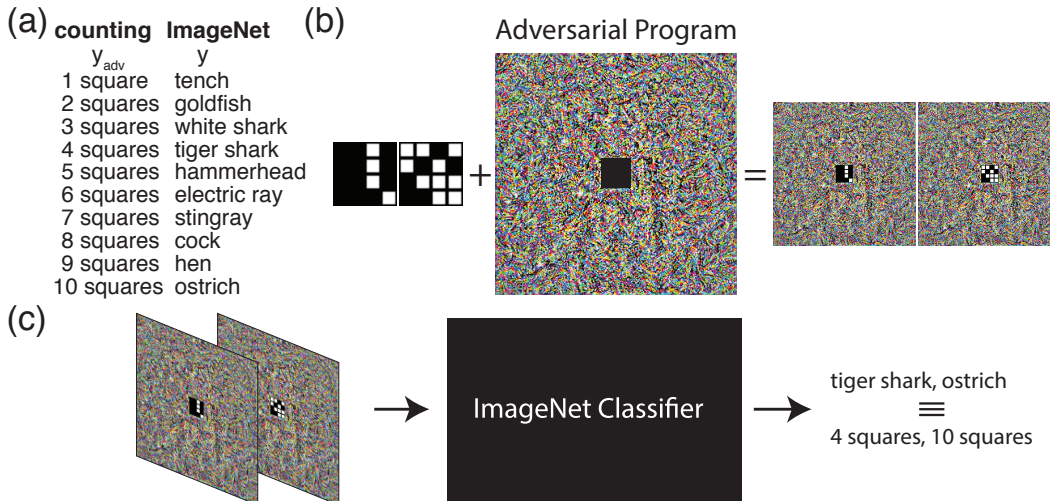 (a) counting ImageNet
y_adv y
1 square tench
2 squares goldfish
3 squares white shark
4 squares tiger shark
5 squares hammerhead
6 squares electric ray
7 squares stingray
8 squares cock
9 squares hen
10 squares ostrich
(b) Adversarial Program
+ =
(c)
ImageNet Classifier
tiger shark, ostrich
≡
4 squares, 10 squares